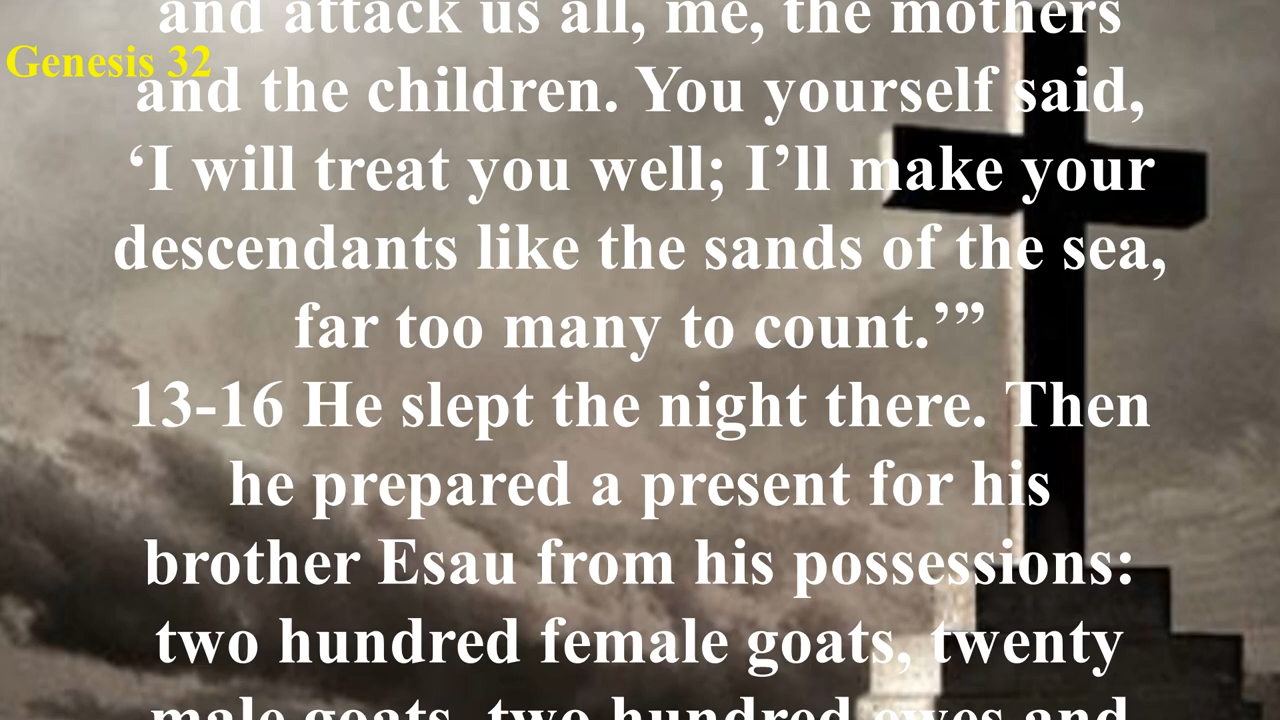 and attack us all, me, the mothers
Genesis 32
and the children. You yourself said,
‘I will treat you well; I’ll make your
descendants like the sands of the sea,
far too many to count.’”
13-16 He slept the night there. Then
he prepared a present for his
brother Esau from his possessions:
two hundred female goats, twenty
male goats, two hundred ewes and